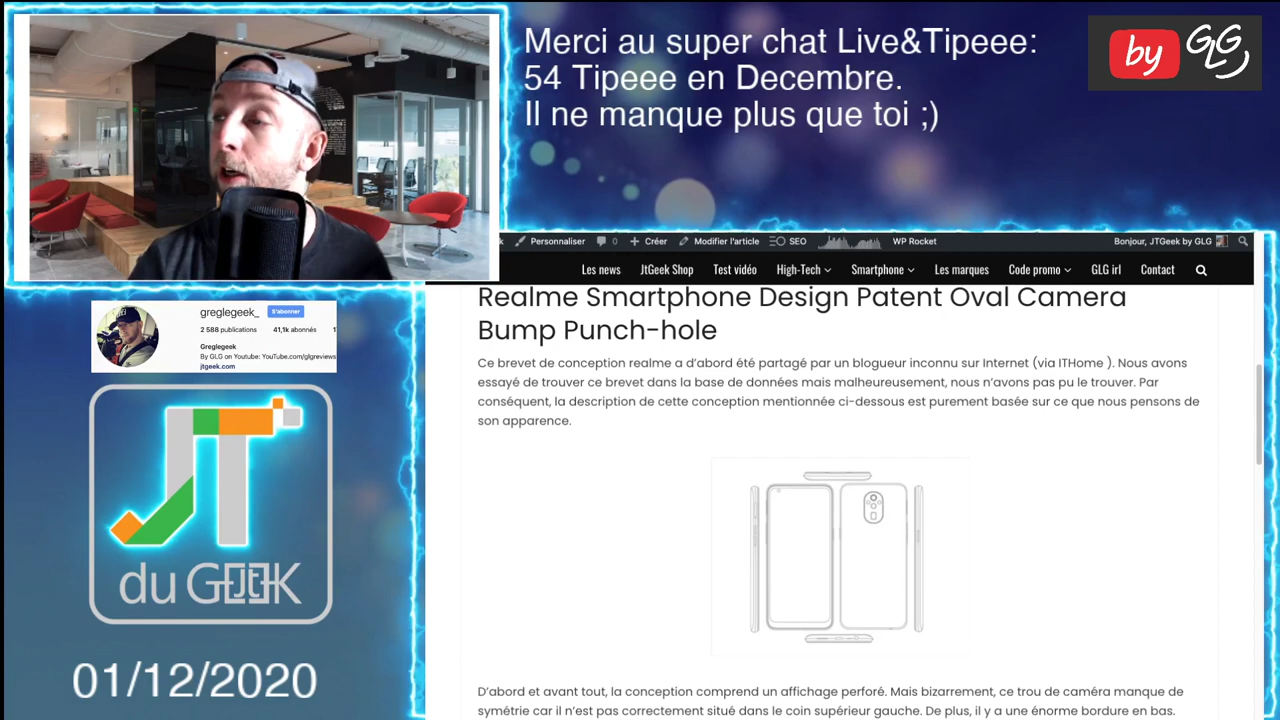 Merci au super chat Live&Tipeee:
54 Tipeee en Decembre.
Il ne manque plus que toi ;)
by GLG
Personnaliser 0 Créer Modifier l'article SEO WP Rocket Bonjour, JTGeek by GLG
Les news JtGeek Shop Test vidéo High-Tech Smartphone Les marques Code promo GLG irl Contact
Realme Smartphone Design Patent Oval Camera
Bump Punch-hole
Ce brevet de conception realme a d'abord été partagé par un blogueur inconnu sur Internet (via ITHome ). Nous avons
essayé de trouver ce brevet dans la base de données mais malheureusement, nous n'avons pas pu le trouver. Par
conséquent, la description de cette conception mentionnée ci-dessous est purement basée sur ce que nous pensons de
son apparence.
D'abord et avant tout, la conception comprend un affichage perforé. Mais bizarrement, ce trou de caméra manque de
symétrie car il n'est pas correctement situé dans le coin supérieur gauche. De plus, il y a une énorme bordure en bas.
greglegeek_ S'abonner
2 588 publications 41,1k abonnés
Greglegeek
By GLG on Youtube: YouTube.com/glgreviews
jtgeek.com
JT
du GEEK
01/12/2020